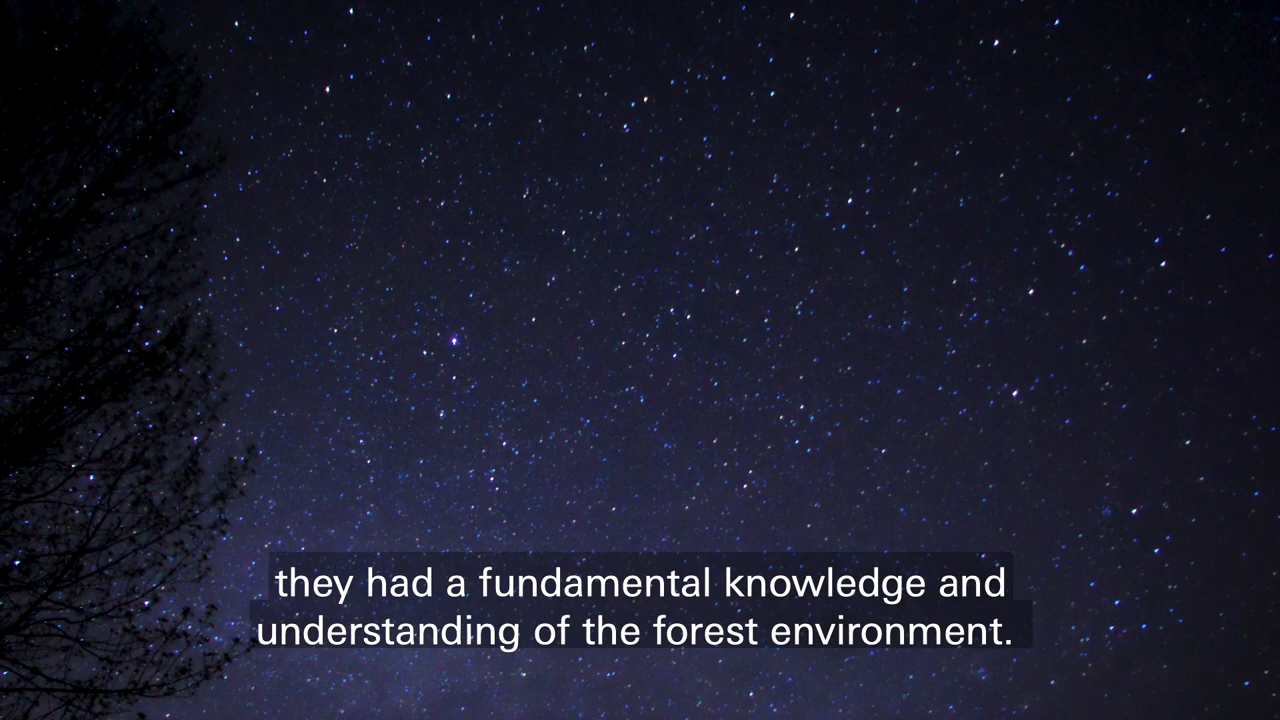 they had a fundamental knowledge and
understanding of the forest environment.